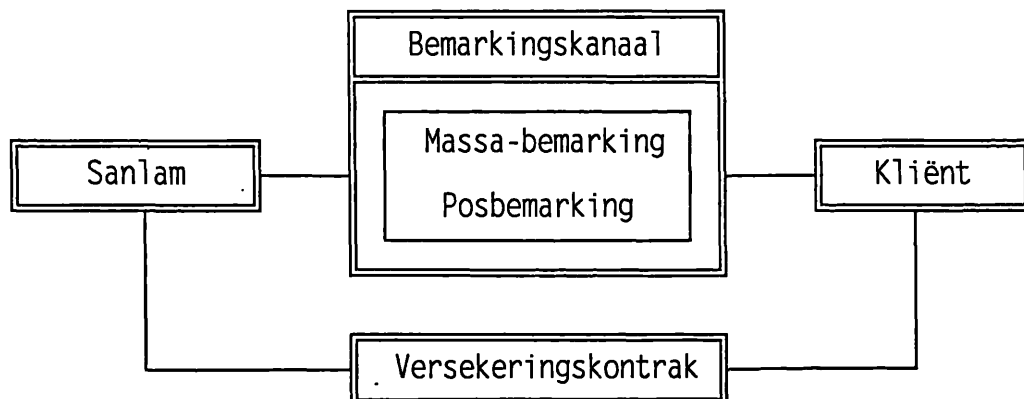 Bemarkingskanaal
Massa-bemarking
Posbemarking
Sanlam
Kliënt
Versekeringskontrak